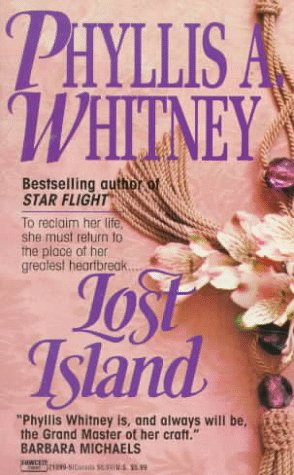 PHYLLIS A.
WHITNEY
Bestselling author of
STAR FLIGHT
To reclaim her life,
she must return to
the place of her
greatest heartbreak....
Lost
Island
"Phyllis Whitney is, and always will be,
the Grand Master of her craft."
BARBARA MICHAELS
FAWCETT